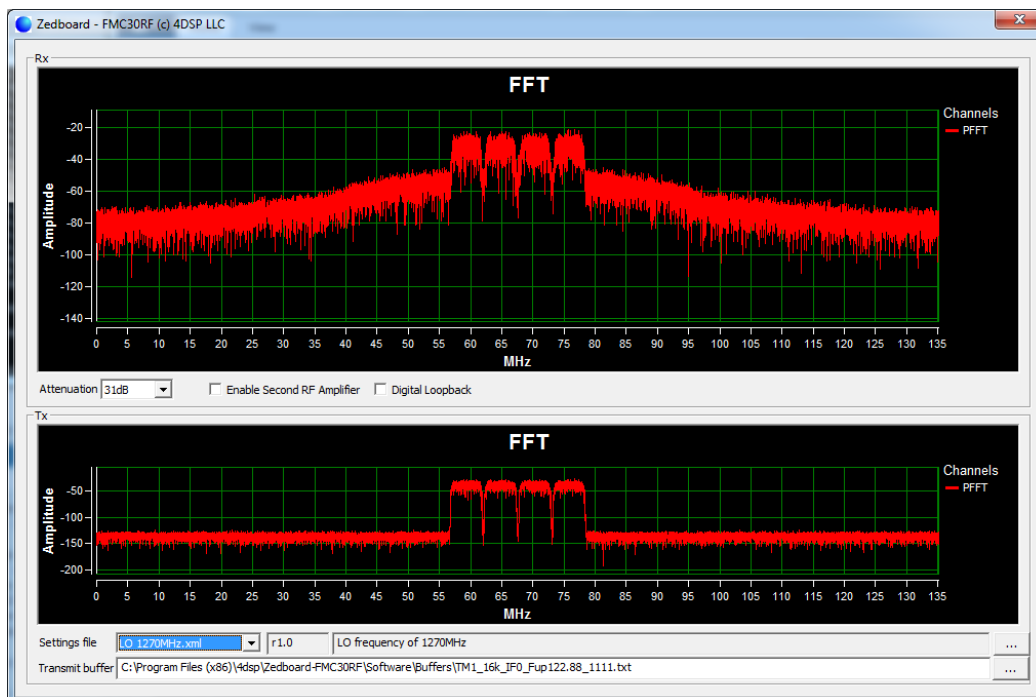 Zedboard - FMC30RF (c) 4DSP LLC
Rx
FFT
Channels
PFFT
Amplitude
-20
-40
-60
-80
-100
-120
-140
0 5 10 15 20 25 30 35 40 45 50 55 60 65 70 75 80 85 90 95 100 105 110 115 120 125 130 135
MHz
Attenuation 31dB Enable Second RF Amplifier Digital Loopback
Tx
FFT
Channels
PFFT
Amplitude
-50
-100
-150
-200
0 5 10 15 20 25 30 35 40 45 50 55 60 65 70 75 80 85 90 95 100 105 110 115 120 125 130 135
MHz
Settings file LO 1270MHz.xml r1.0 LO frequency of 1270MHz ...
Transmit buffer C:\Program Files (x86)\4dsp\Zedboard-FMC30RF\Software\Buffers\TM1_16k_IF0_Fup122.88_1111.txt ...